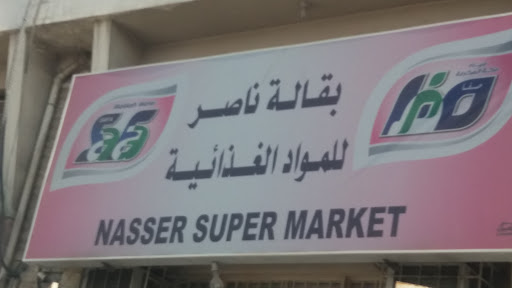 بقالة ناصر
للمواد الغذائية
NASSER SUPER MARKET